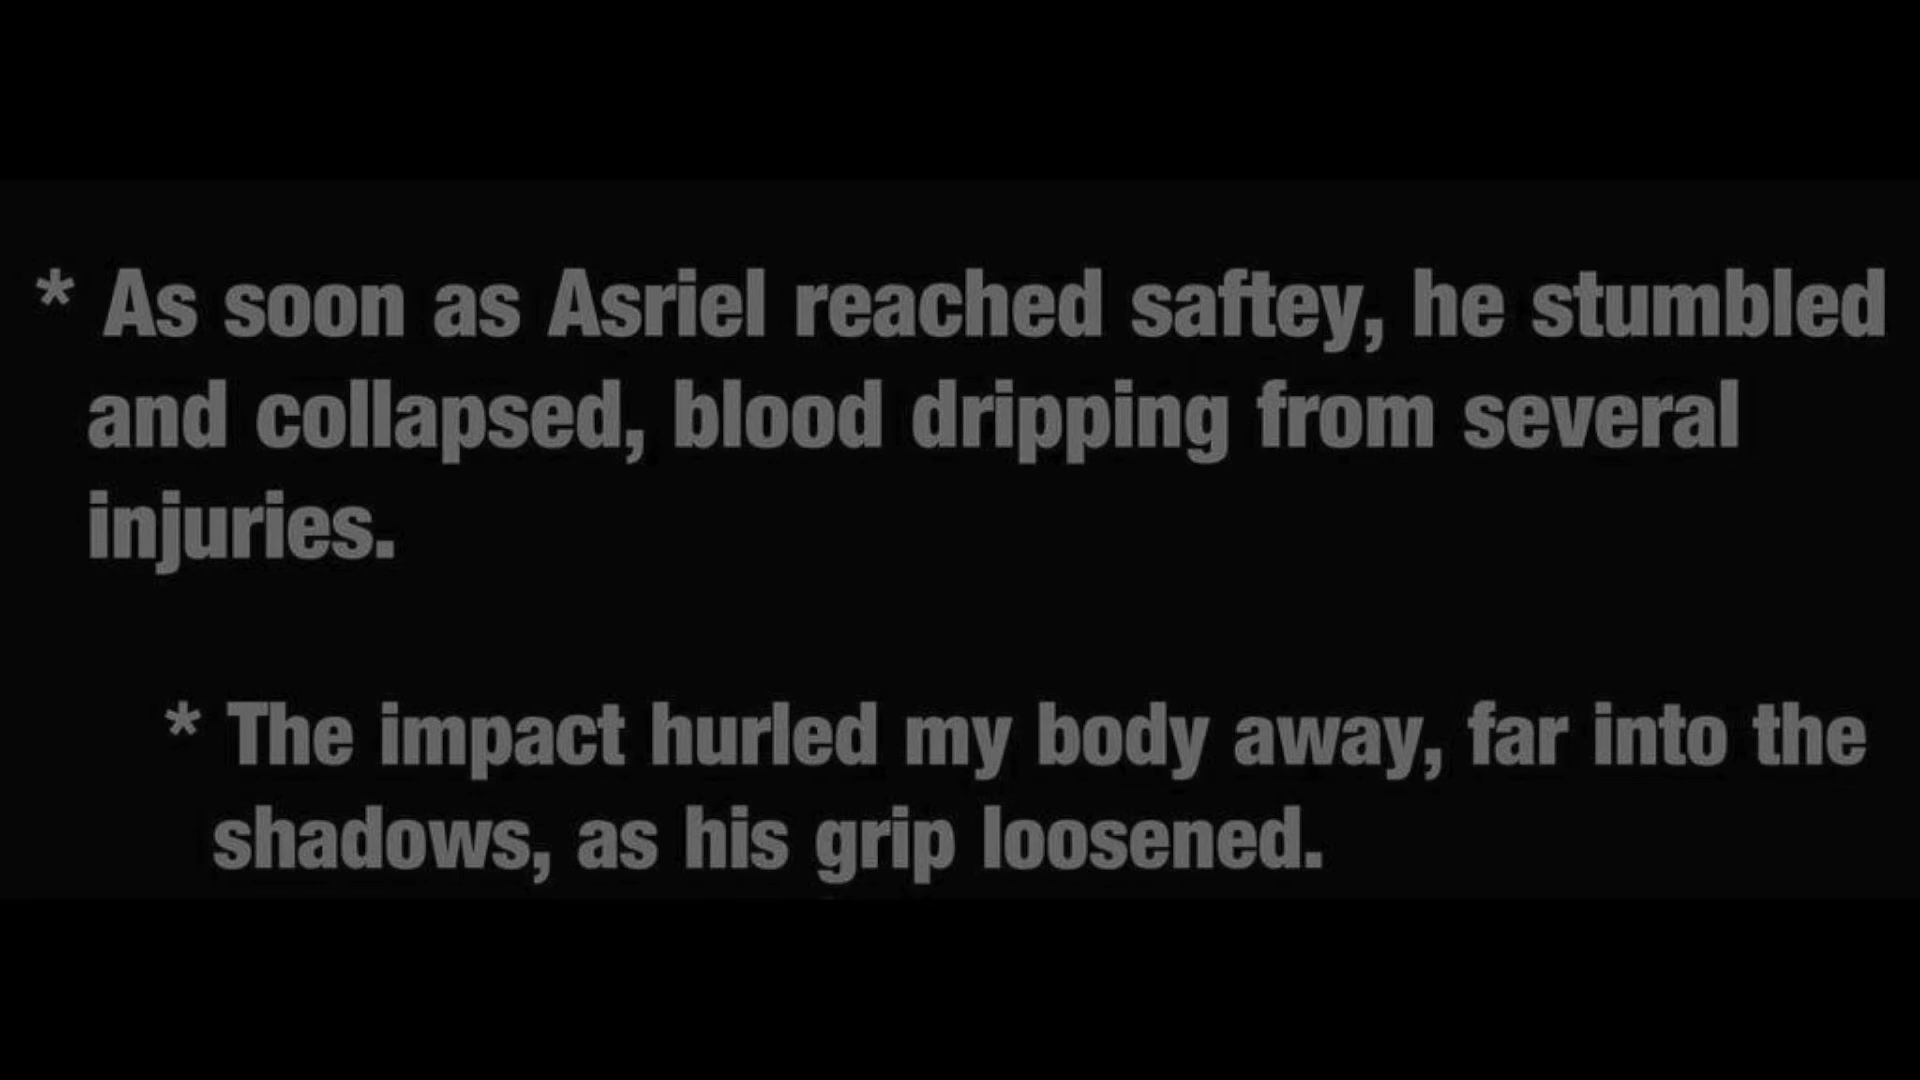 * As soon as Asriel reached saftey, he stumbled
and collapsed, blood dripping from several
injuries.
* The impact hurled my body away, far into the
shadows, as his grip loosened.